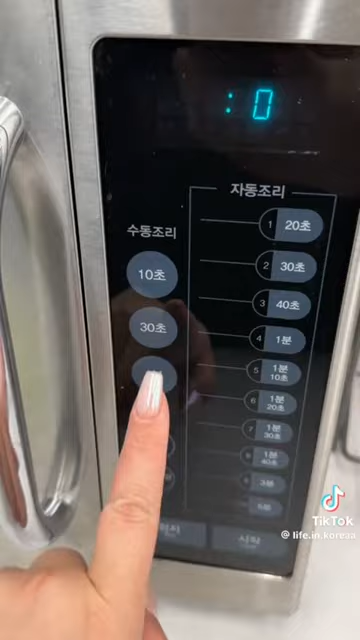 :0
자동조리
수동조리
1 20초
2 30초
10초
3 40초
30초
4 1분
5 1분 10초
6 1분 20초
7 1분 30초
8 1분 40초
3분
5분
시작
TikTok
@life.in.koreaa